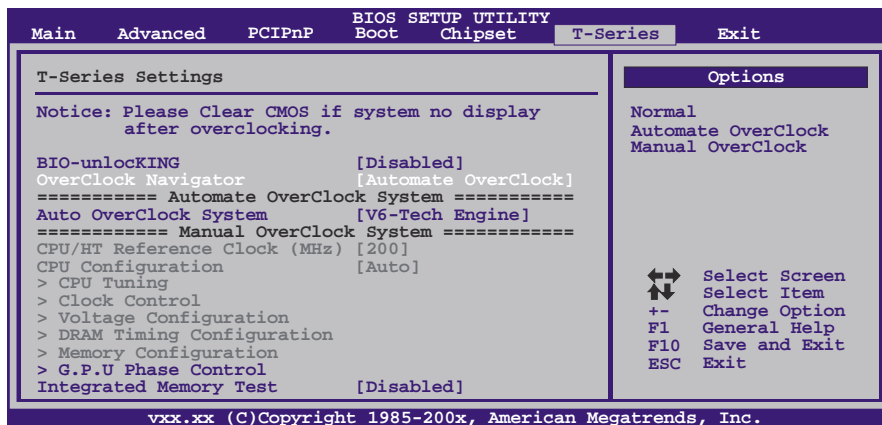 BIOS SETUP UTILITY
Main Advanced PCIPnP Boot Chipset T-Series Exit
T-Series Settings
Notice: Please Clear CMOS if system no display
after overclocking.
BIO-unlocKING [Disabled]
OverClock Navigator [Automate OverClock]
=========== Automate OverClock System ===========
Auto OverClock System [V6-Tech Engine]
============ Manual OverClock System ============
CPU/HT Reference Clock (MHz) [200]
CPU Configuration [Auto]
> CPU Tuning
> Clock Control
> Voltage Configuration
> DRAM Timing Configuration
> Memory Configuration
> G.P.U Phase Control
Integrated Memory Test [Disabled]
Options
Normal
Automate OverClock
Manual OverClock
Select Screen
Select Item
+- Change Option
F1 General Help
F10 Save and Exit
ESC Exit
vxx.xx (C)Copyright 1985-200x, American Megatrends, Inc.